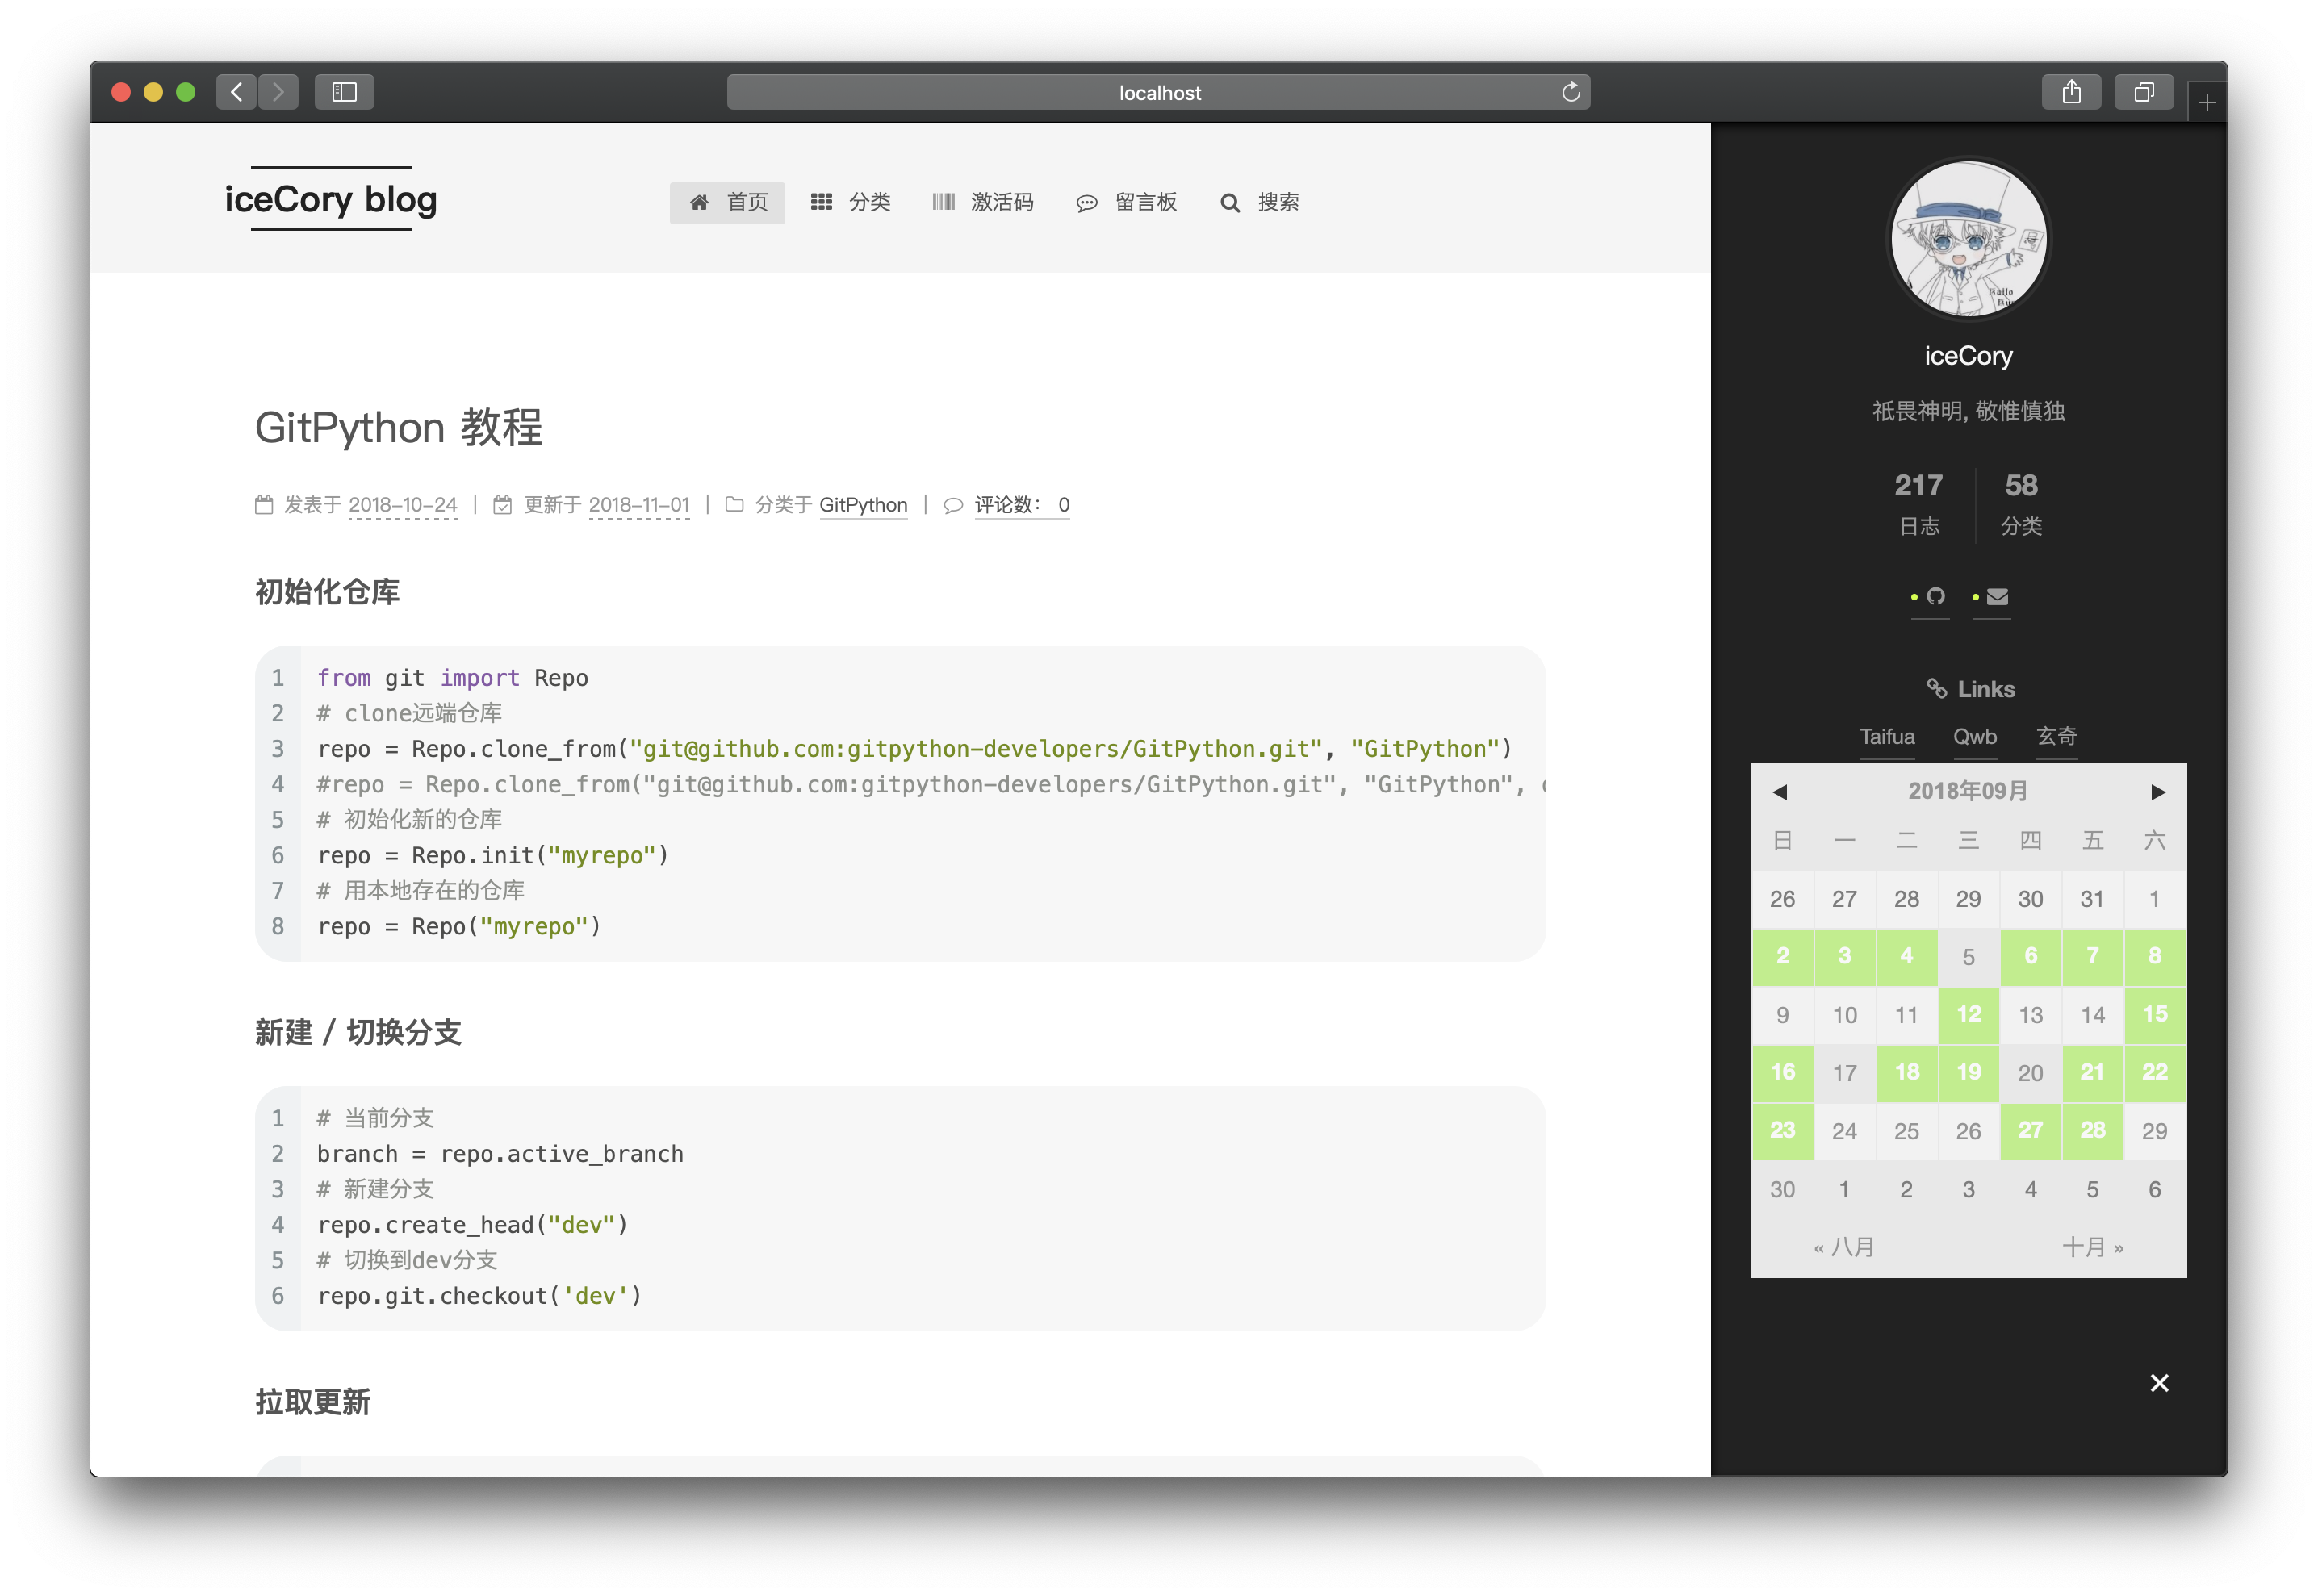 localhost
iceCory blog
首页 分类 激活码 留言板 搜索
GitPython 教程
发表于 2018-10-24 | 更新于 2018-11-01 | 分类于 GitPython | 评论数： 0
初始化仓库
1 from git import Repo
2 # clone远端仓库
3 repo = Repo.clone_from("git@github.com:gitpython-developers/GitPython.git", "GitPython")
4 #repo = Repo.clone_from("git@github.com:gitpython-developers/GitPython.git", "GitPython",
5 # 初始化新的仓库
6 repo = Repo.init("myrepo")
7 # 用本地存在的仓库
8 repo = Repo("myrepo")
新建 / 切换分支
1 # 当前分支
2 branch = repo.active_branch
3 # 新建分支
4 repo.create_head("dev")
5 # 切换到dev分支
6 repo.git.checkout('dev')
拉取更新
iceCory
祇畏神明, 敬惟慎独
217 58
日志 分类
Links
Taifua Qwb 玄奇
◀ 2018年09月 ▶
日 一 二 三 四 五 六
26 27 28 29 30 31 1
2 3 4 5 6 7 8
9 10 11 12 13 14 15
16 17 18 19 20 21 22
23 24 25 26 27 28 29
30 1 2 3 4 5 6
« 八月 十月 »